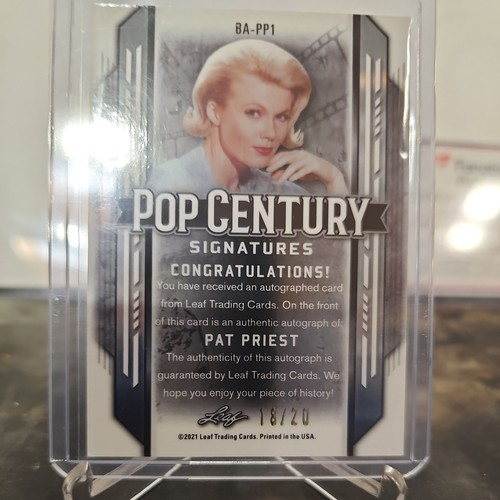 BA-PP1
POP CENTURY
SIGNATURES
CONGRATULATIONS!
You have received an autographed card
from Leaf Trading Cards. On the front
of this card is an authentic autograph of:
PAT PRIEST
The authenticity of this autograph is
guaranteed by Leaf Trading Cards. We
hope you enjoy your piece of history!
Leaf 18/20
©2021 Leaf Trading Cards. Printed in the USA.